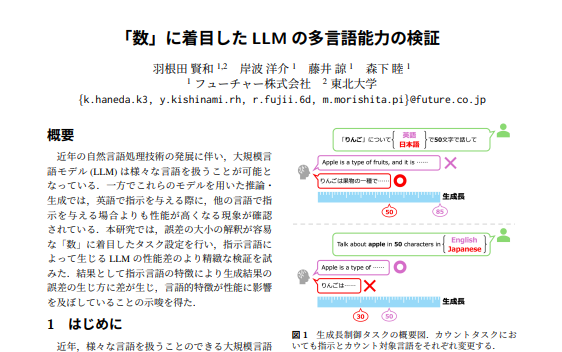 「数」に着目した LLM の多言語能力の検証
羽根田 賢和 1,2 岸波 洋介 1 藤井 諒 1 森下 睦 1
1 フューチャー株式会社 2 東北大学
{k.haneda.k3, y.kishinami.rh, r.fujii.6d, m.morishita.pi}@future.co.jp
概要
近年の自然言語処理技術の発展に伴い，大規模言
語モデル (LLM) は様々な言語を扱うことが可能と
なっている．一方でこれらのモデルを用いた推論・
生成では，英語で指示を与える際に，他の言語で指
示を与える場合よりも性能が高くなる現象が確認
されている．本研究では，誤差の大小の解釈が容易
な「数」に着目したタスク設定を行い，指示言語に
よって生じる LLM の性能差のより精緻な検証を試
みた．結果として指示言語の特徴により生成結果の
誤差の生じ方に差が生じ，言語的特徴が性能に影響
を及ぼしていることの示唆を得た．
1 はじめに
近年，様々な言語を扱うことのできる大規模言語
「りんご」について{英語
日本語}で50文字で話して
Apple is a type of fruits, and it is ……
りんごは果物の一種で……
生成長
50
85
Talk about apple in 50 characters in {English
Japanese}
Apple is a type of ……
りんごは……
生成長
30
50
図 1 生成長制御タスクの概要図．カウントタスクにお
いても指示とカウント対象言語をそれぞれ変更する．